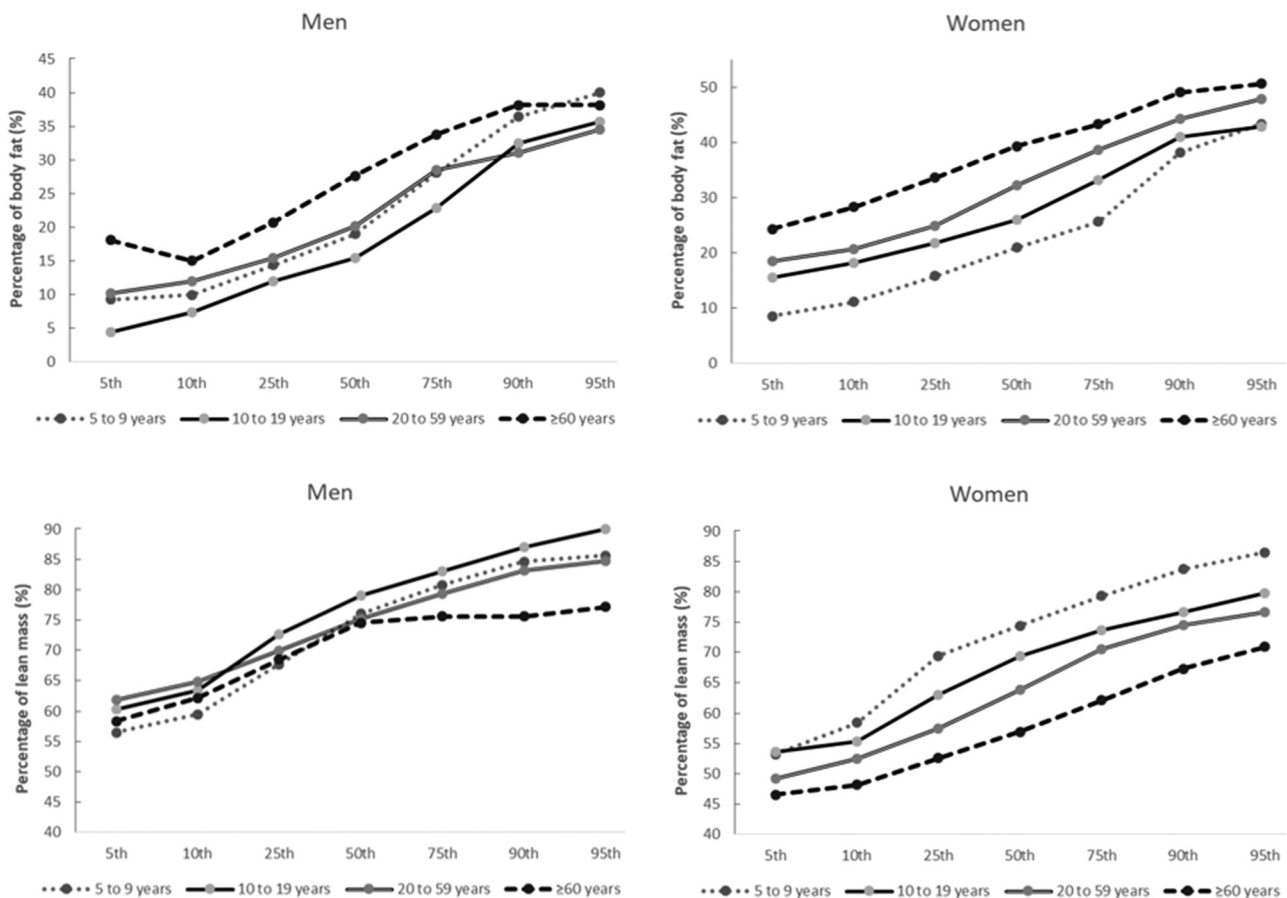 Men
Percentage of body fat (%)
45
40
35
30
25
20
15
10
5
0
5th 10th 25th 50th 75th 90th 95th
5 to 9 years 10 to 19 years 20 to 59 years ≥60 years
Women
Percentage of body fat (%)
50
40
30
20
10
0
5th 10th 25th 50th 75th 90th 95th
5 to 9 years 10 to 19 years 20 to 59 years ≥60 years
Men
Percentage of lean mass (%)
90
85
80
75
70
65
60
55
50
45
40
5th 10th 25th 50th 75th 90th 95th
5 to 9 years 10 to 19 years 20 to 59 years ≥60 years
Women
Percentage of lean mass (%)
90
85
80
75
70
65
60
55
50
45
40
5th 10th 25th 50th 75th 90th 95th
5 to 9 years 10 to 19 years 20 to 59 years ≥60 years